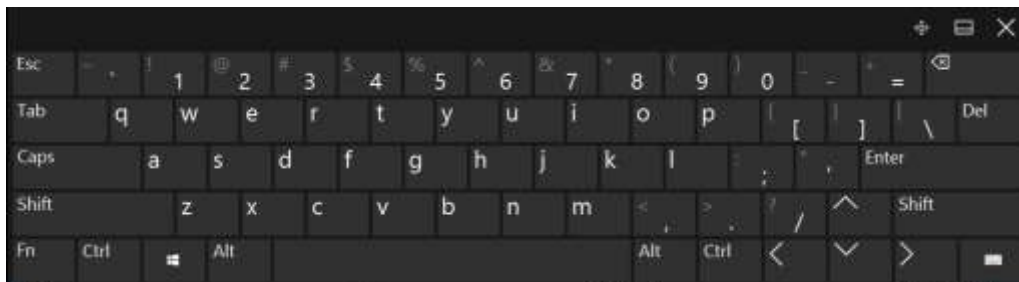 Esc ~ ` ! 1 @ 2 # 3 $ 4 % 5 ^ 6 & 7 * 8 ( 9 ) 0 _ - + =
Tab q w e r t y u i o p { [ } ] | \ Del
Caps a s d f g h j k l : ; " ' Enter
Shift z x c v b n m < , > . ? / Shift
Fn Ctrl Alt Alt Ctrl